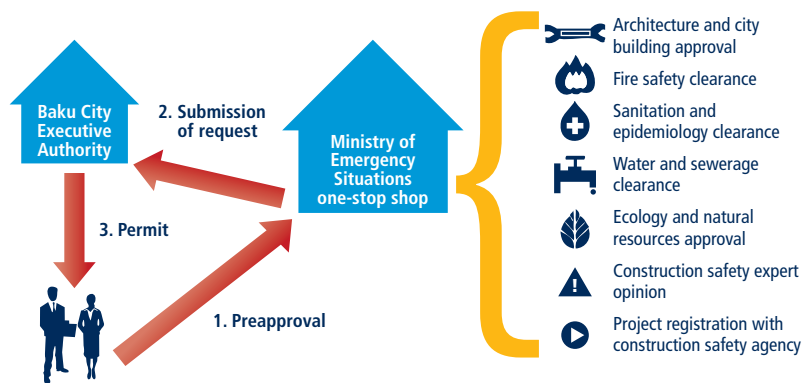 Baku City
Executive
Authority
2. Submission
of request
Ministry of
Emergency
Situations
one-stop shop
3. Permit
1. Preapproval
Architecture and city
building approval
Fire safety clearance
Sanitation and
epidemiology clearance
Water and sewerage
clearance
Ecology and natural
resources approval
!
Construction safety expert
opinion
Project registration with
construction safety agency